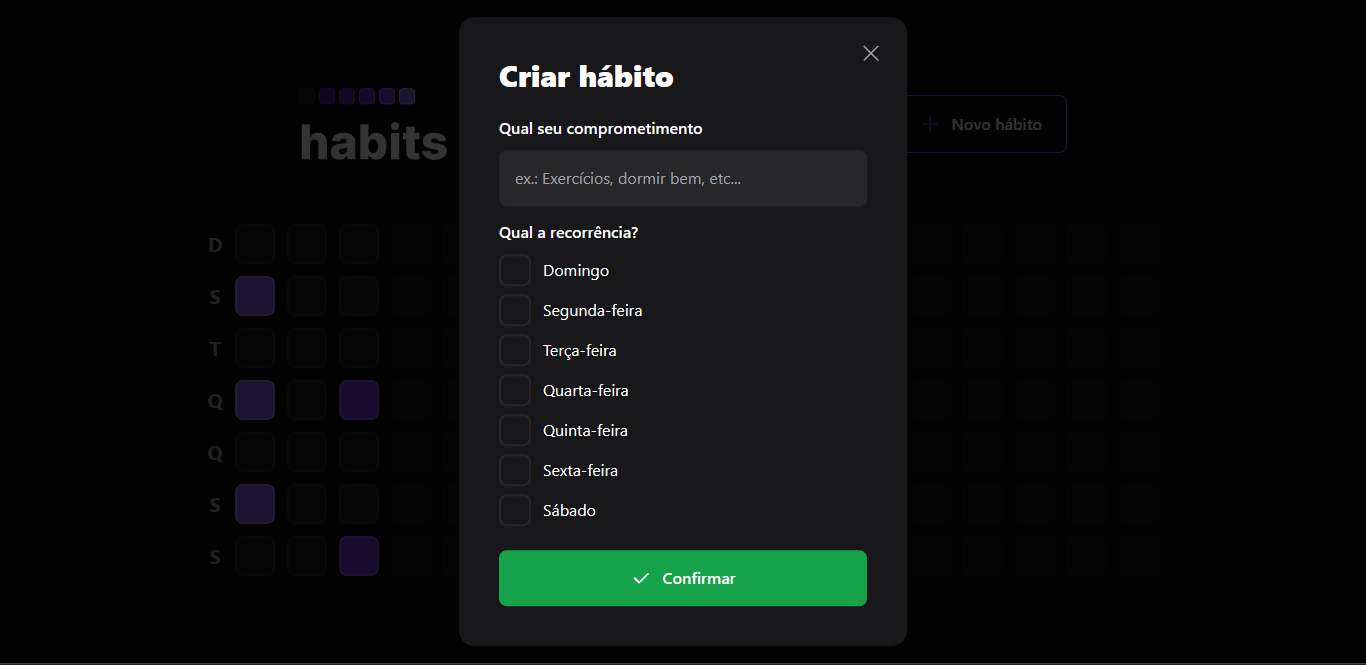 Criar hábito
Qual seu comprometimento
ex.: Exercícios, dormir bem, etc...
Qual a recorrência?
Domingo
Segunda-feira
Terça-feira
Quarta-feira
Quinta-feira
Sexta-feira
Sábado
Confirmar
habits
Novo hábito
D
S
T
Q
Q
S
S